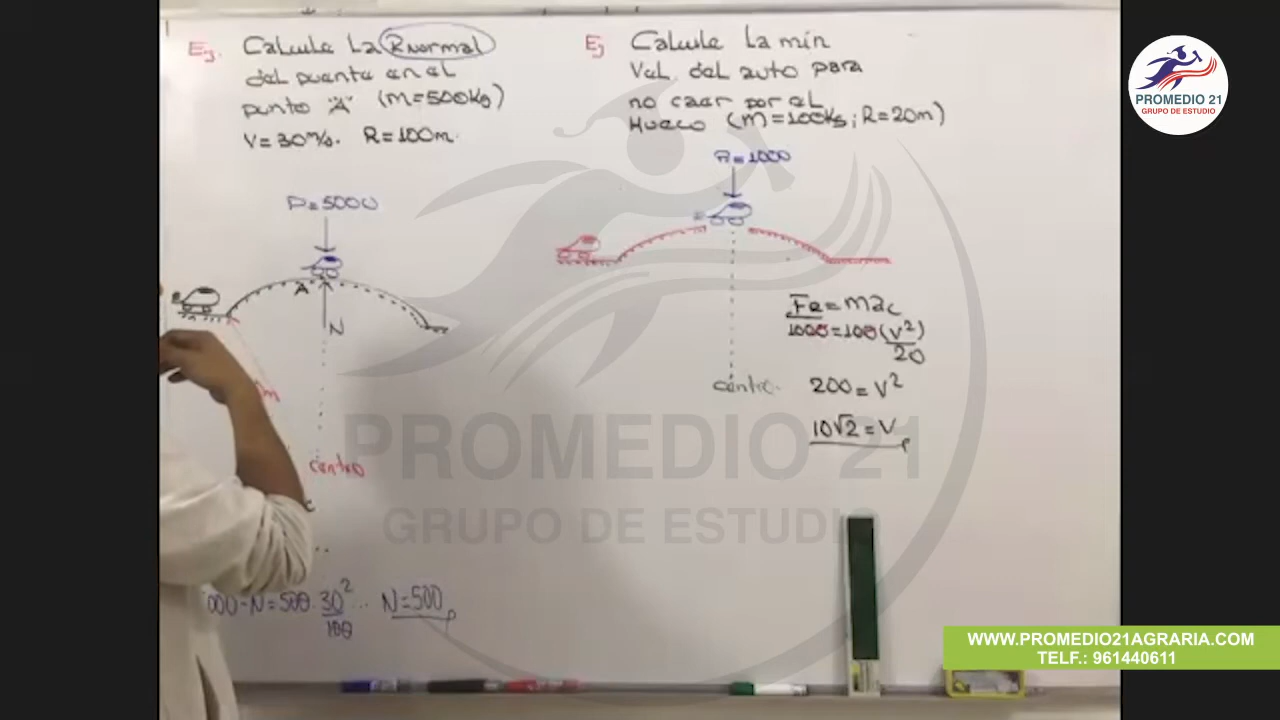 Ej. Calcule La Rnormal
del puente en el
punto "A" (m=500Kg)
V=30m/s. R=100m.
P=5000
A
N
m
centro
c
000-N=500.30²/100 .. N=500
Ej Calcule La mín
Vel. del auto para
no caer por el
Hueco (m=100Kg; R=20m)
P=1000
centro.
Fc=mac
1000=100(V²)/20
200=V²
10√2=V
PROMEDIO 21
GRUPO DE ESTUDIO
PROMEDIO 21
GRUPO DE ESTUDIO
WWW.PROMEDIO21AGRARIA.COM
TELF.: 961440611